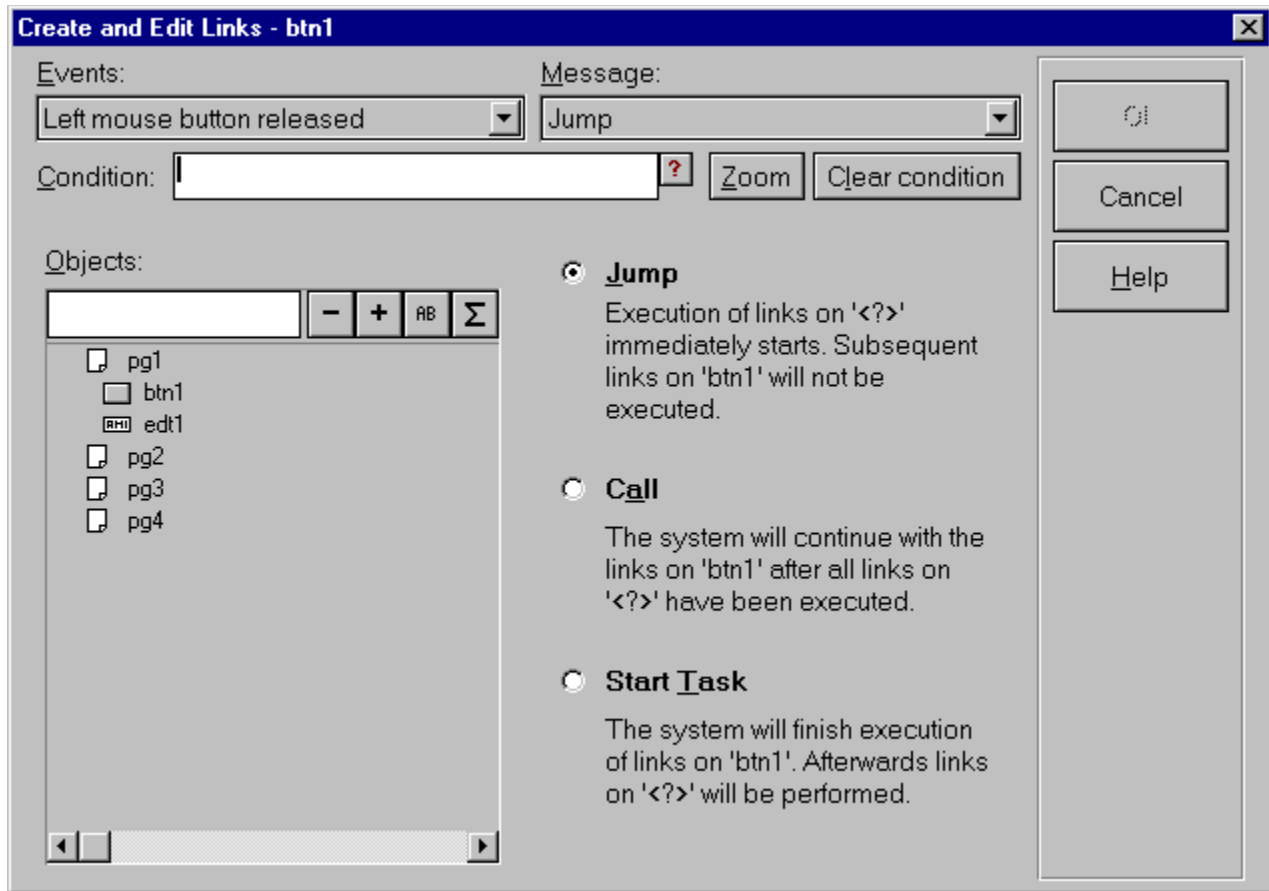 Create and Edit Links - btn1
Events:
Message:
Left mouse button released
Jump
Condition:
?
Zoom
Clear condition
Cancel
Help
Objects:
- + AB Σ
pg1
btn1
edt1
pg2
pg3
pg4
Jump
Execution of links on '<?>'
immediately starts. Subsequent
links on 'btn1' will not be
executed.
Call
The system will continue with the
links on 'btn1' after all links on
'<?>' have been executed.
Start Task
The system will finish execution
of links on 'btn1'. Afterwards links
on '<?>' will be performed.